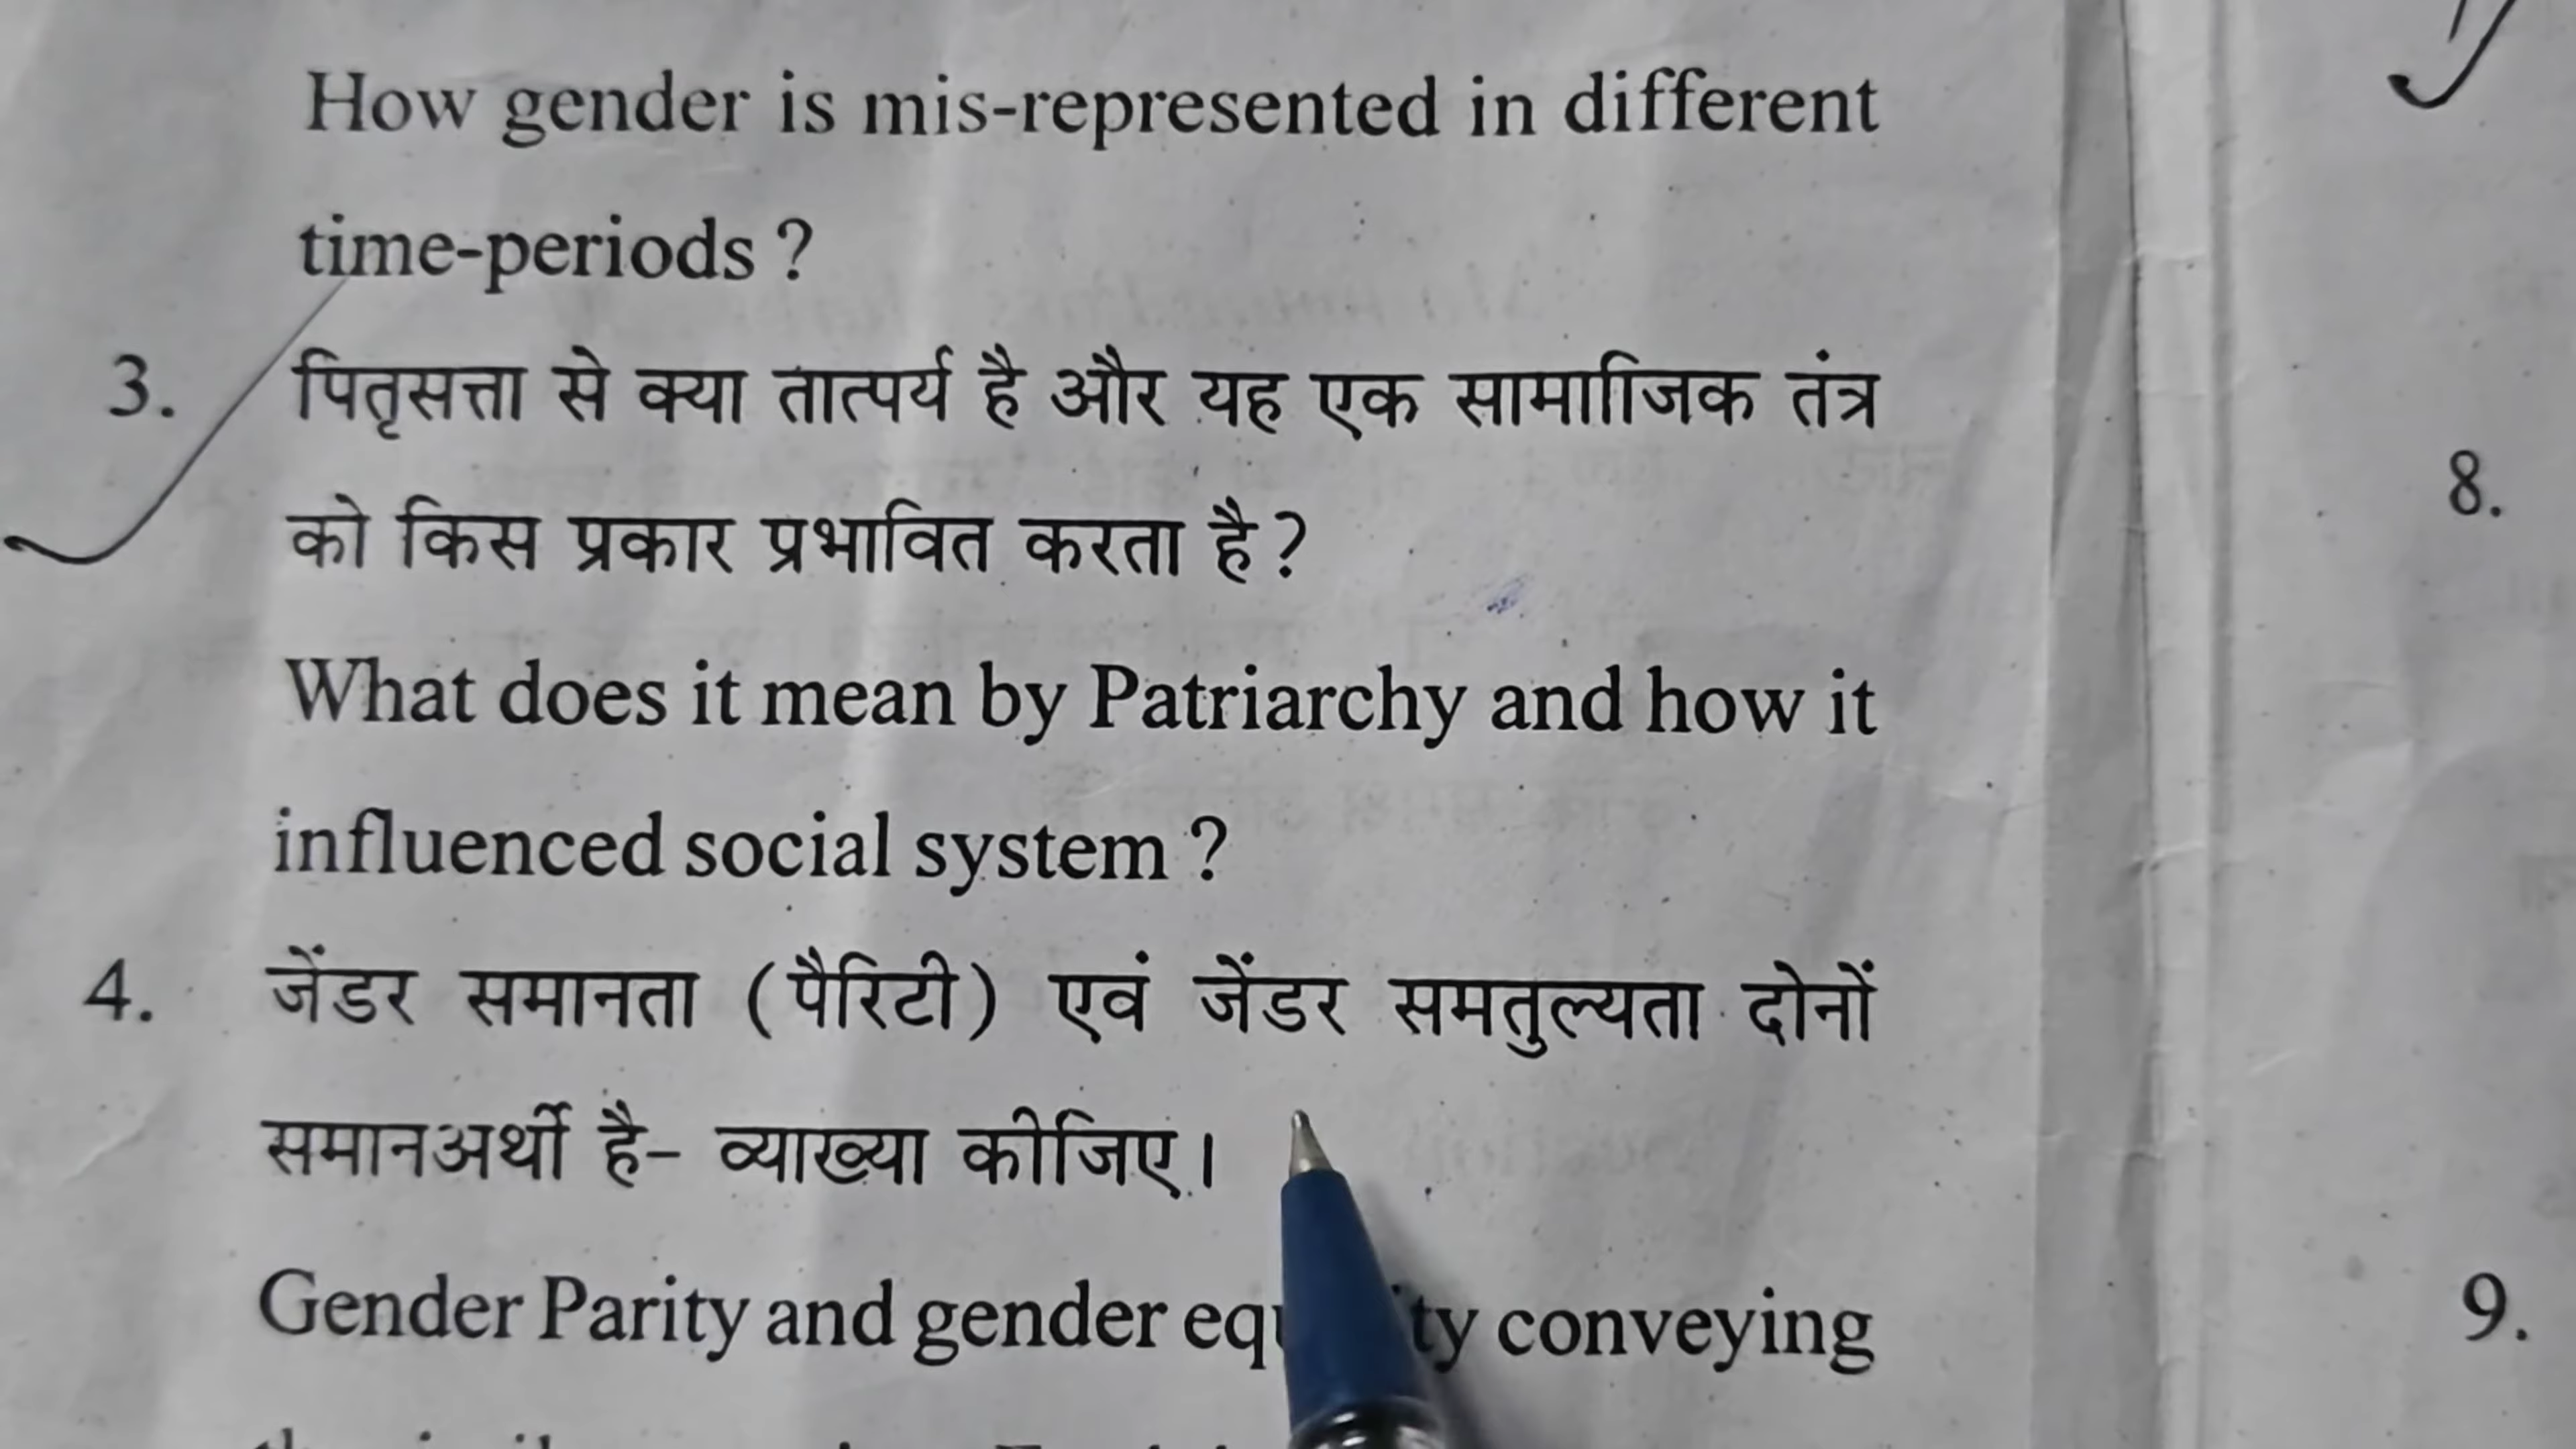 How gender is mis-represented in different
time-periods ?
3. पितृसत्ता से क्या तात्पर्य है और यह एक सामााजिक तंत्र
को किस प्रकार प्रभावित करता है?
What does it mean by Patriarchy and how it
influenced social system ?
4. जेंडर समानता (पैरिटी) एवं जेंडर समतुल्यता दोनों
समानअर्थी है- व्याख्या कीजिए।
Gender Parity and gender conveying
8.
9.